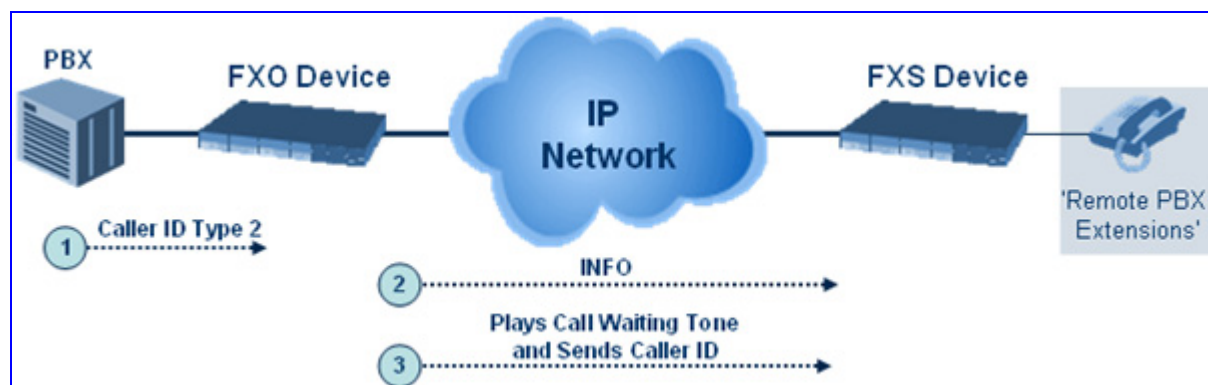 PBX
FXO Device
IP
Network
FXS Device
'Remote PBX
Extensions'
1
Caller ID Type 2
2
INFO
3
Plays Call Waiting Tone
and Sends Caller ID